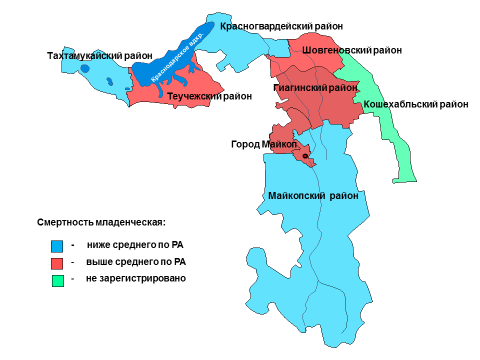 Красногвардейский район
Тахтамукайский район
Краснодарское вдхр.
Шовгеновский район
Гиагинский район
Теучежский район
Кошехабльский район
Город Майкоп
Майкопский район
Смертность младенческая:
- ниже среднего по РА
- выше среднего по РА
- не зарегистрировано